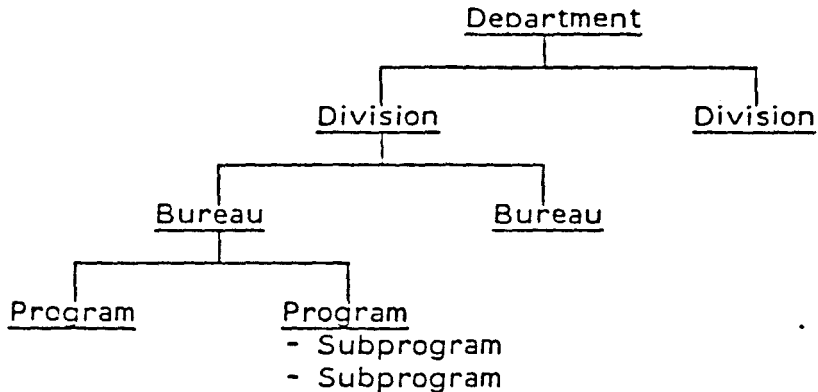 Department
Division Division
Bureau Bureau
Program Program
- Subprogram
- Subprogram